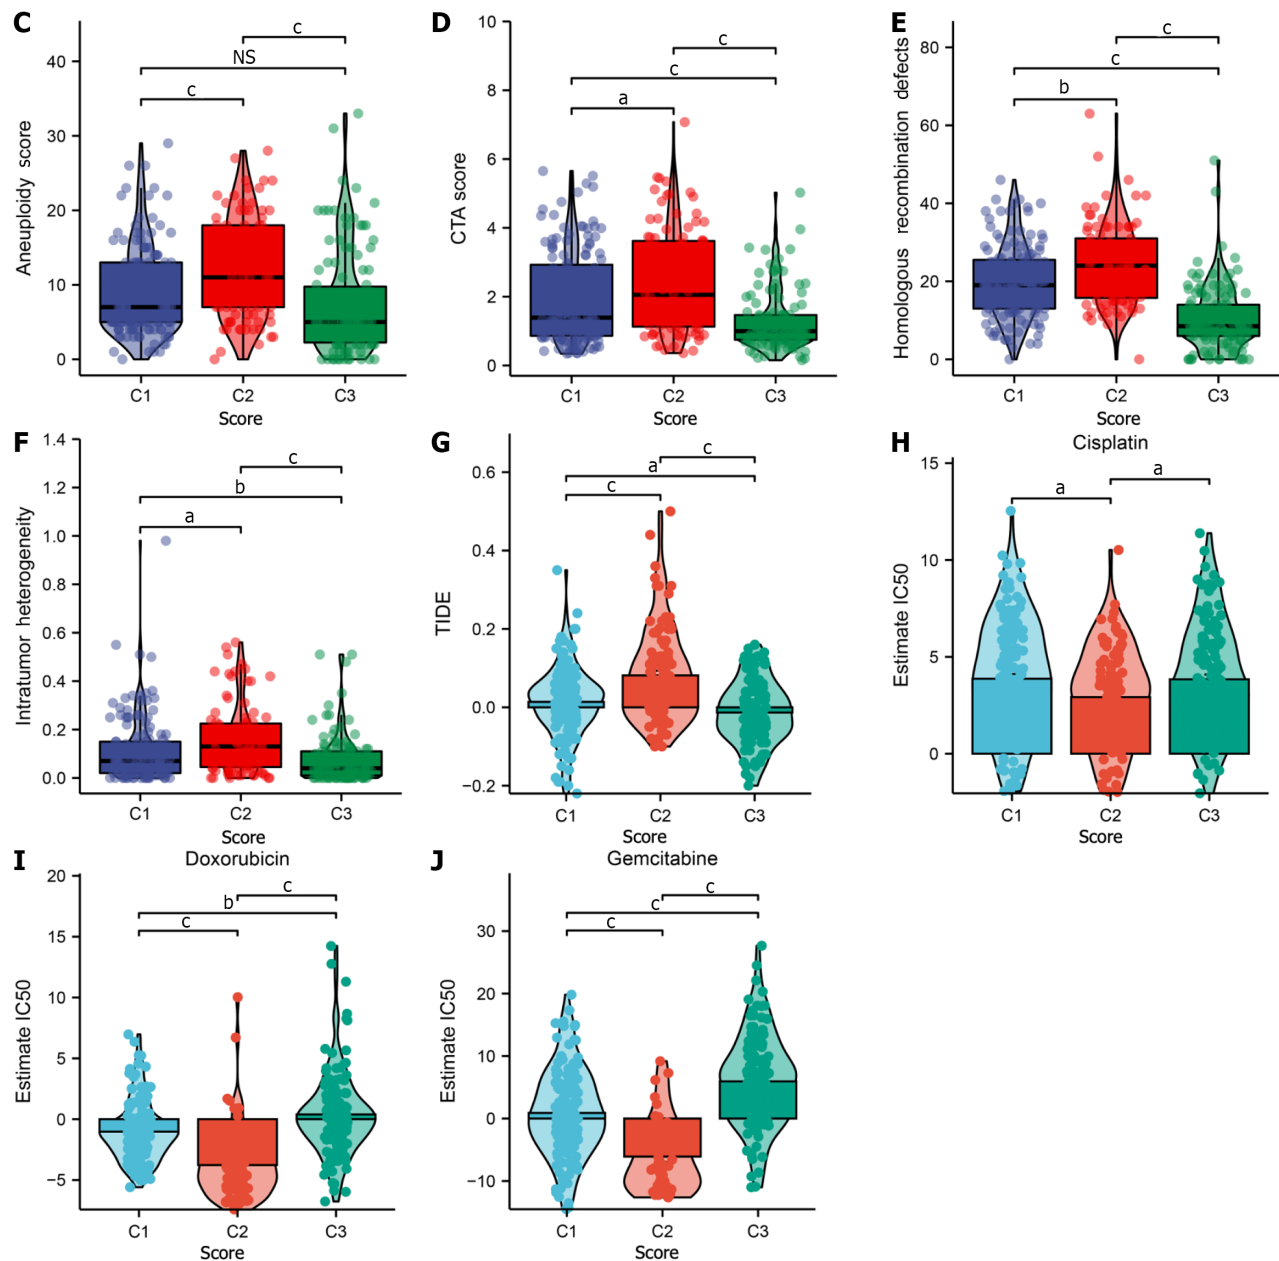 C
Aneuploidy score
40
30
20
10
0
c
NS
c
C1 C2 C3
Score
D
CTA score
10
8
6
4
2
0
c
c
a
C1 C2 C3
Score
E
Homologous recombination defects
80
60
40
20
0
c
c
b
C1 C2 C3
Score
F
Intratumor heterogeneity
1.4
1.2
1.0
0.8
0.6
0.4
0.2
0.0
c
b
a
C1 C2 C3
Score
G
TIDE
0.6
0.4
0.2
0.0
−0.2
c
a
c
C1 C2 C3
Score
H
Cisplatin
Estimate IC50
15
10
5
0
a
a
C1 C2 C3
Score
I
Doxorubicin
Estimate IC50
20
15
10
5
0
−5
c
b
c
C1 C2 C3
Score
J
Gemcitabine
Estimate IC50
30
20
10
0
−10
c
c
c
C1 C2 C3
Score